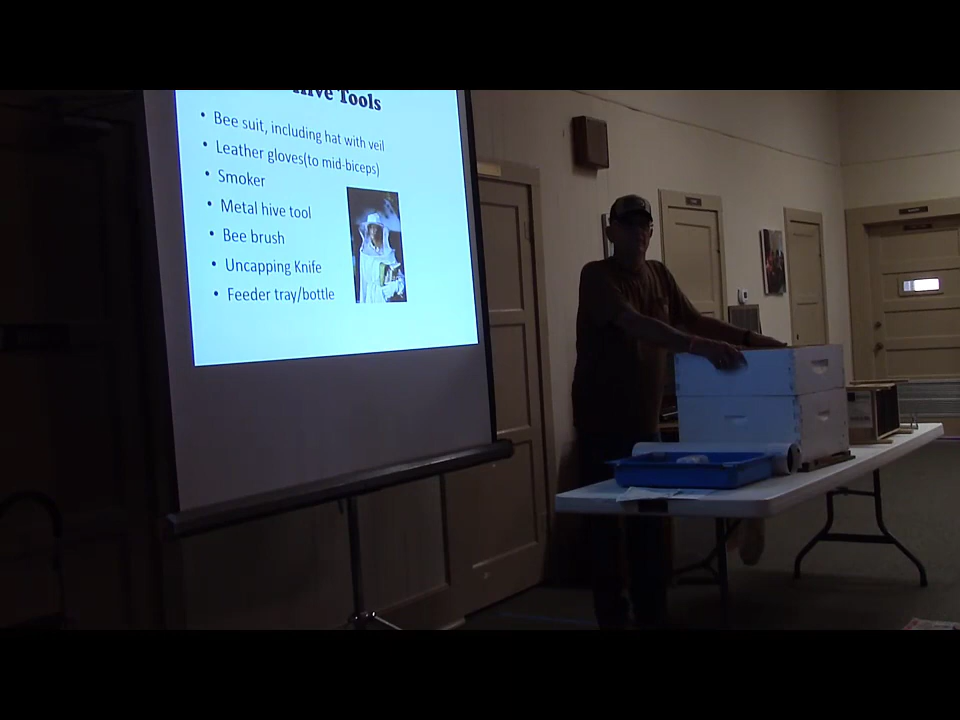 Hive Tools
• Bee suit, including hat with veil
• Leather gloves(to mid-biceps)
• Smoker
• Metal hive tool
• Bee brush
• Uncapping Knife
• Feeder tray/bottle